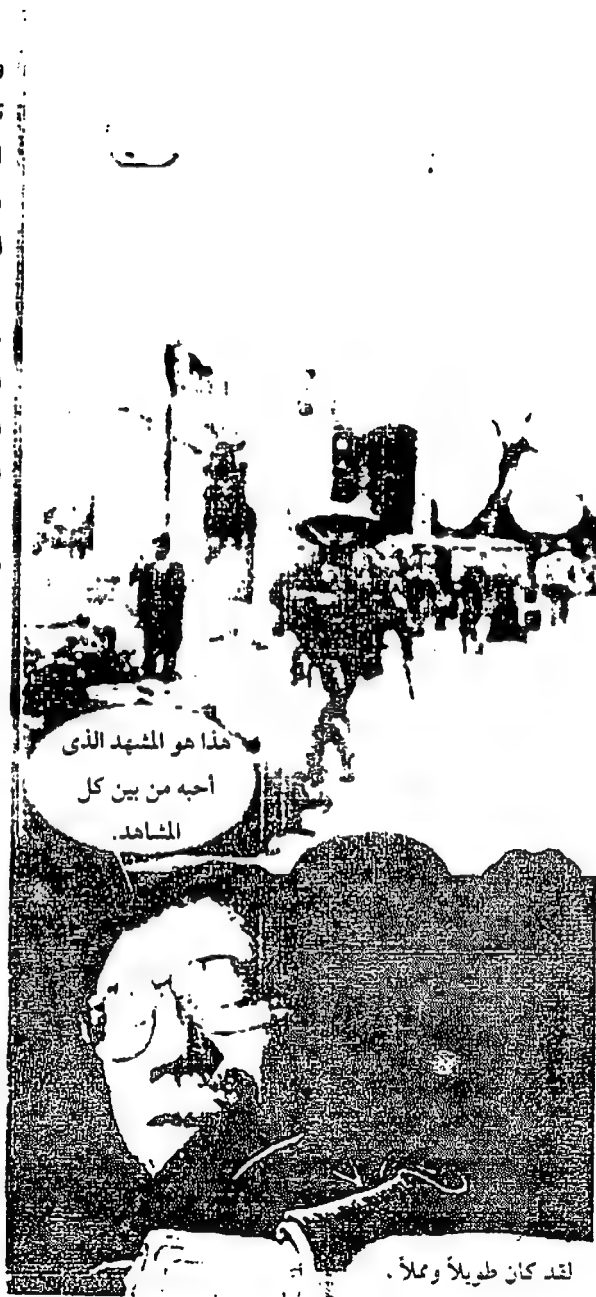 هذا هو المشهد الذى
أحبه من بين كل
المشاهد.
لقد كان طويلاً ومملاً .